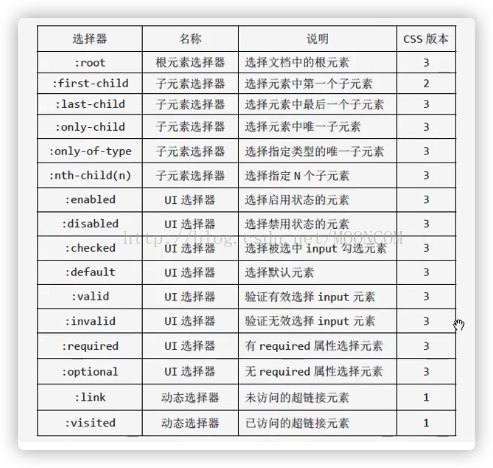 选择器 名称 说明 CSS 版本
:root 根元素选择器 选择文档中的根元素 3
:first-child 子元素选择器 选择元素中第一个子元素 2
:last-child 子元素选择器 选择元素中最后一个子元素 3
:only-child 子元素选择器 选择元素中唯一子元素 3
:only-of-type 子元素选择器 选择指定类型的唯一子元素 3
:nth-child(n) 子元素选择器 选择指定 N 个子元素 3
:enabled UI 选择器 选择启用状态的元素 3
:disabled UI 选择器 选择禁用状态的元素 3
http://blog.csdn.net/MOONCOM
:checked UI 选择器 选择被选中 input 勾选元素 3
:default UI 选择器 选择默认元素 3
:valid UI 选择器 验证有效选择 input 元素 3
:invalid UI 选择器 验证无效选择 input 元素 3
:required UI 选择器 有 required 属性选择元素 3
:optional UI 选择器 无 required 属性选择元素 3
:link 动态选择器 未访问的超链接元素 1
:visited 动态选择器 已访问的超链接元素 1